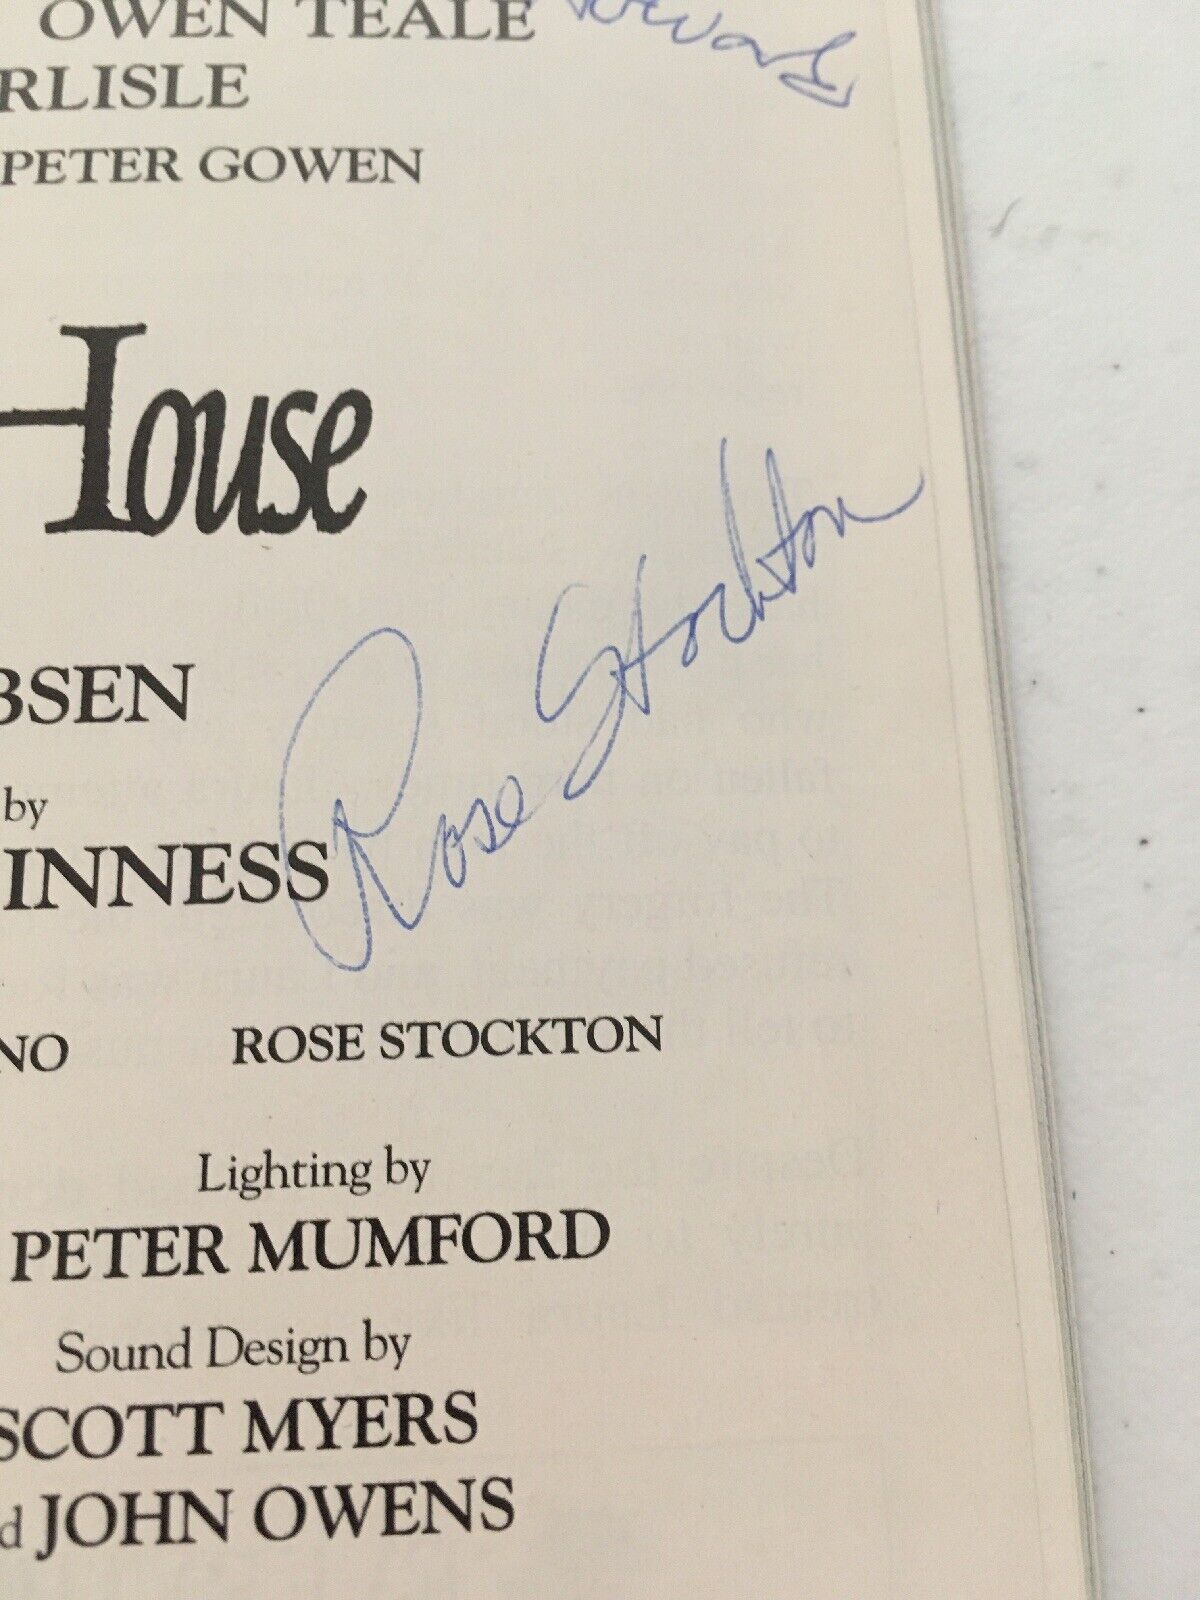 OWEN TEALE
RLISLE
PETER GOWEN
House
BSEN
Rose Stockton
by
INNESS
NO ROSE STOCKTON
Lighting by
PETER MUMFORD
Sound Design by
SCOTT MYERS
d JOHN OWENS